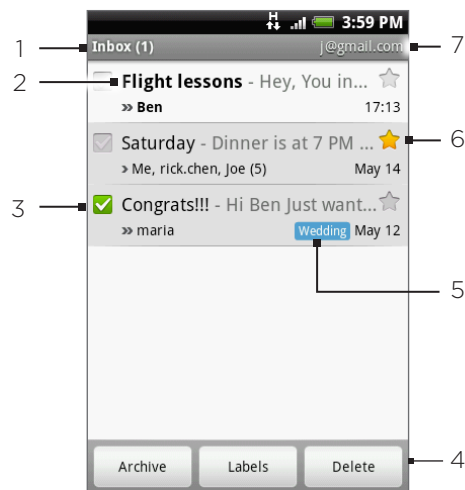 H 3:59 PM
1 Inbox (1) j@gmail.com 7
2 Flight lessons - Hey, You in...
» Ben 17:13
Saturday - Dinner is at 7 PM ... 6
› Me, rick.chen, Joe (5) May 14
3 Congrats!!! - Hi Ben Just want...
» maria Wedding May 12
5
Archive Labels Delete 4